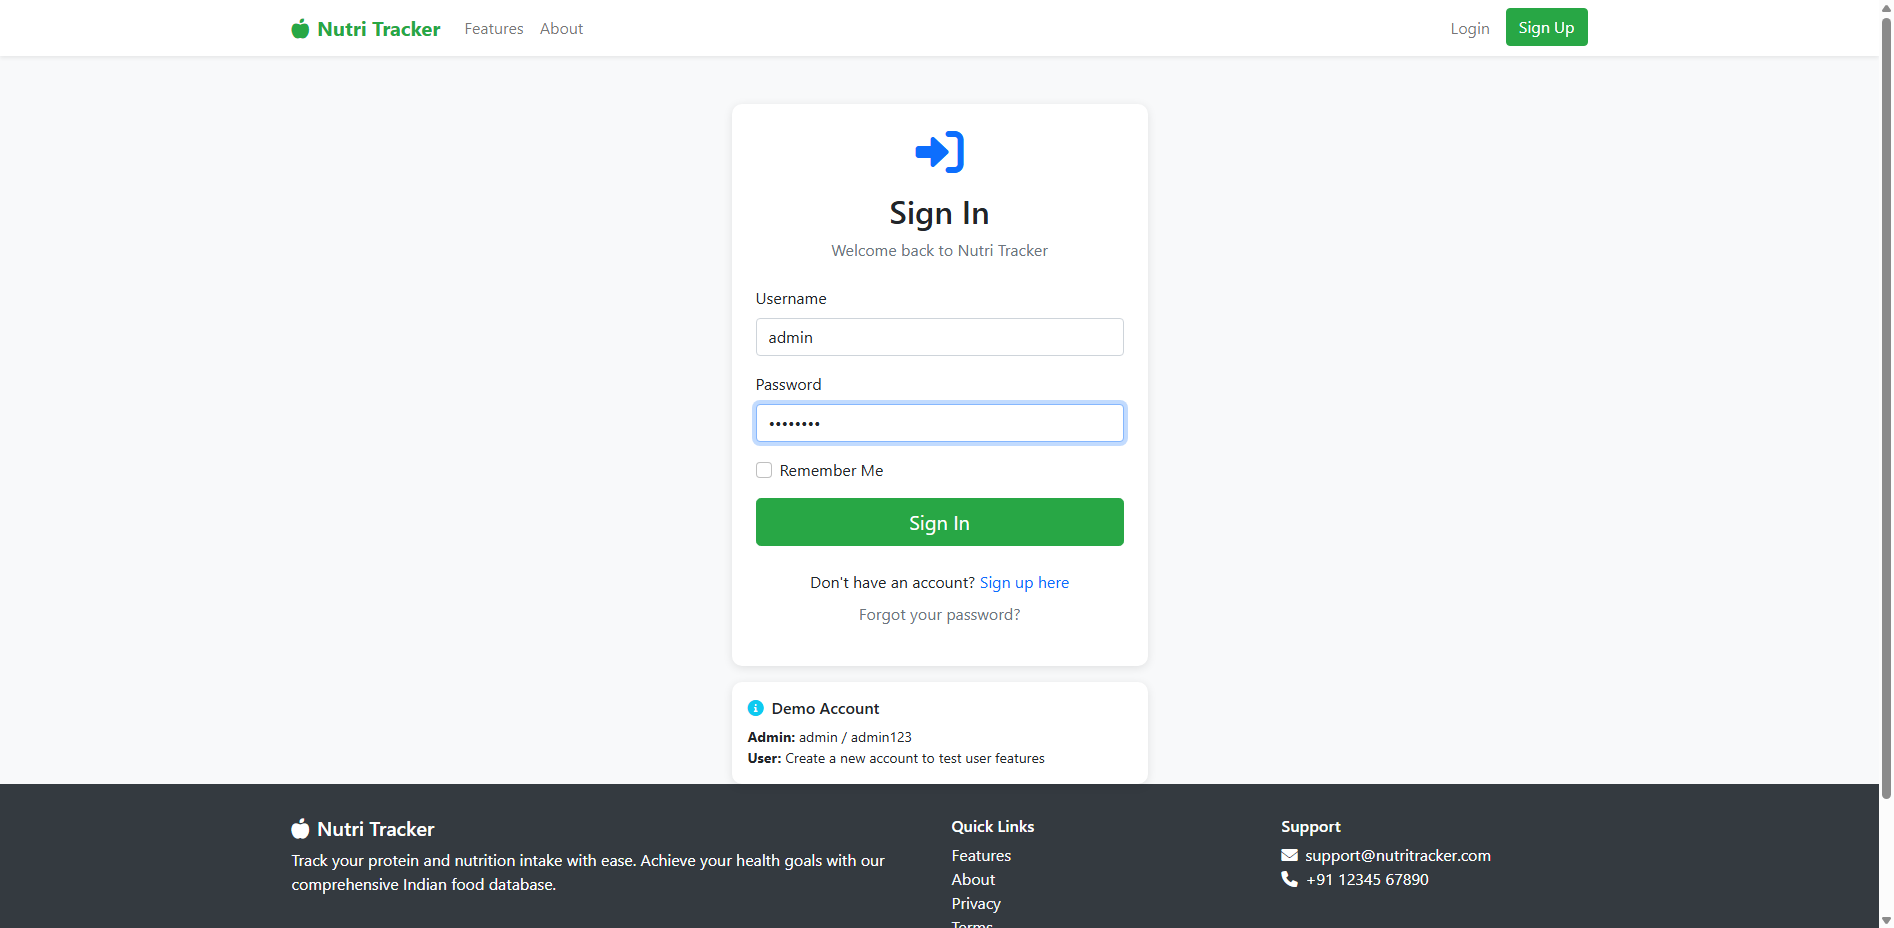 Nutri Tracker Features About Login Sign Up
Sign In
Welcome back to Nutri Tracker
Username
admin
Password
••••••••
Remember Me
Sign In
Don't have an account? Sign up here
Forgot your password?
Demo Account
Admin: admin / admin123
User: Create a new account to test user features
Nutri Tracker
Track your protein and nutrition intake with ease. Achieve your health goals with our
comprehensive Indian food database.
Quick Links
Features
About
Privacy
Terms
Support
support@nutritracker.com
+91 12345 67890